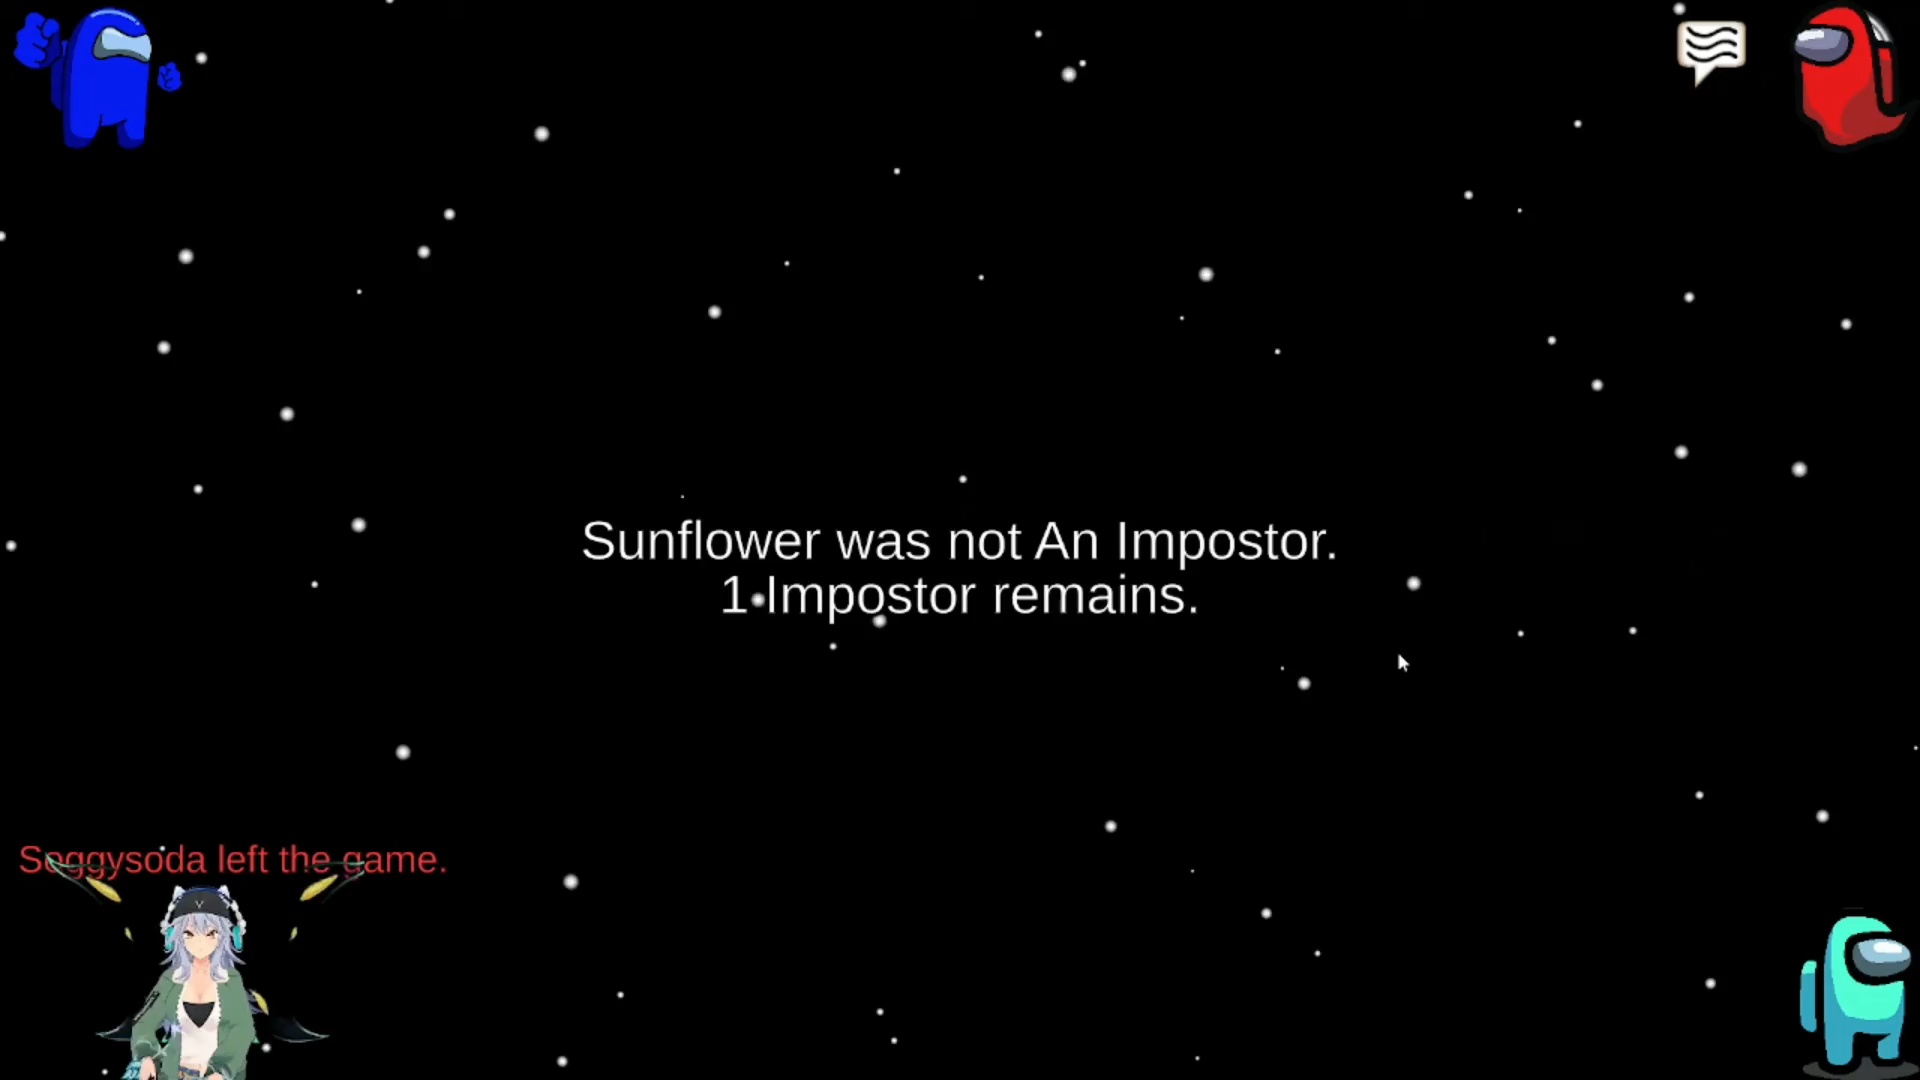 Sunflower was not An Impostor.
1 Impostor remains.
Soggysoda left the game.